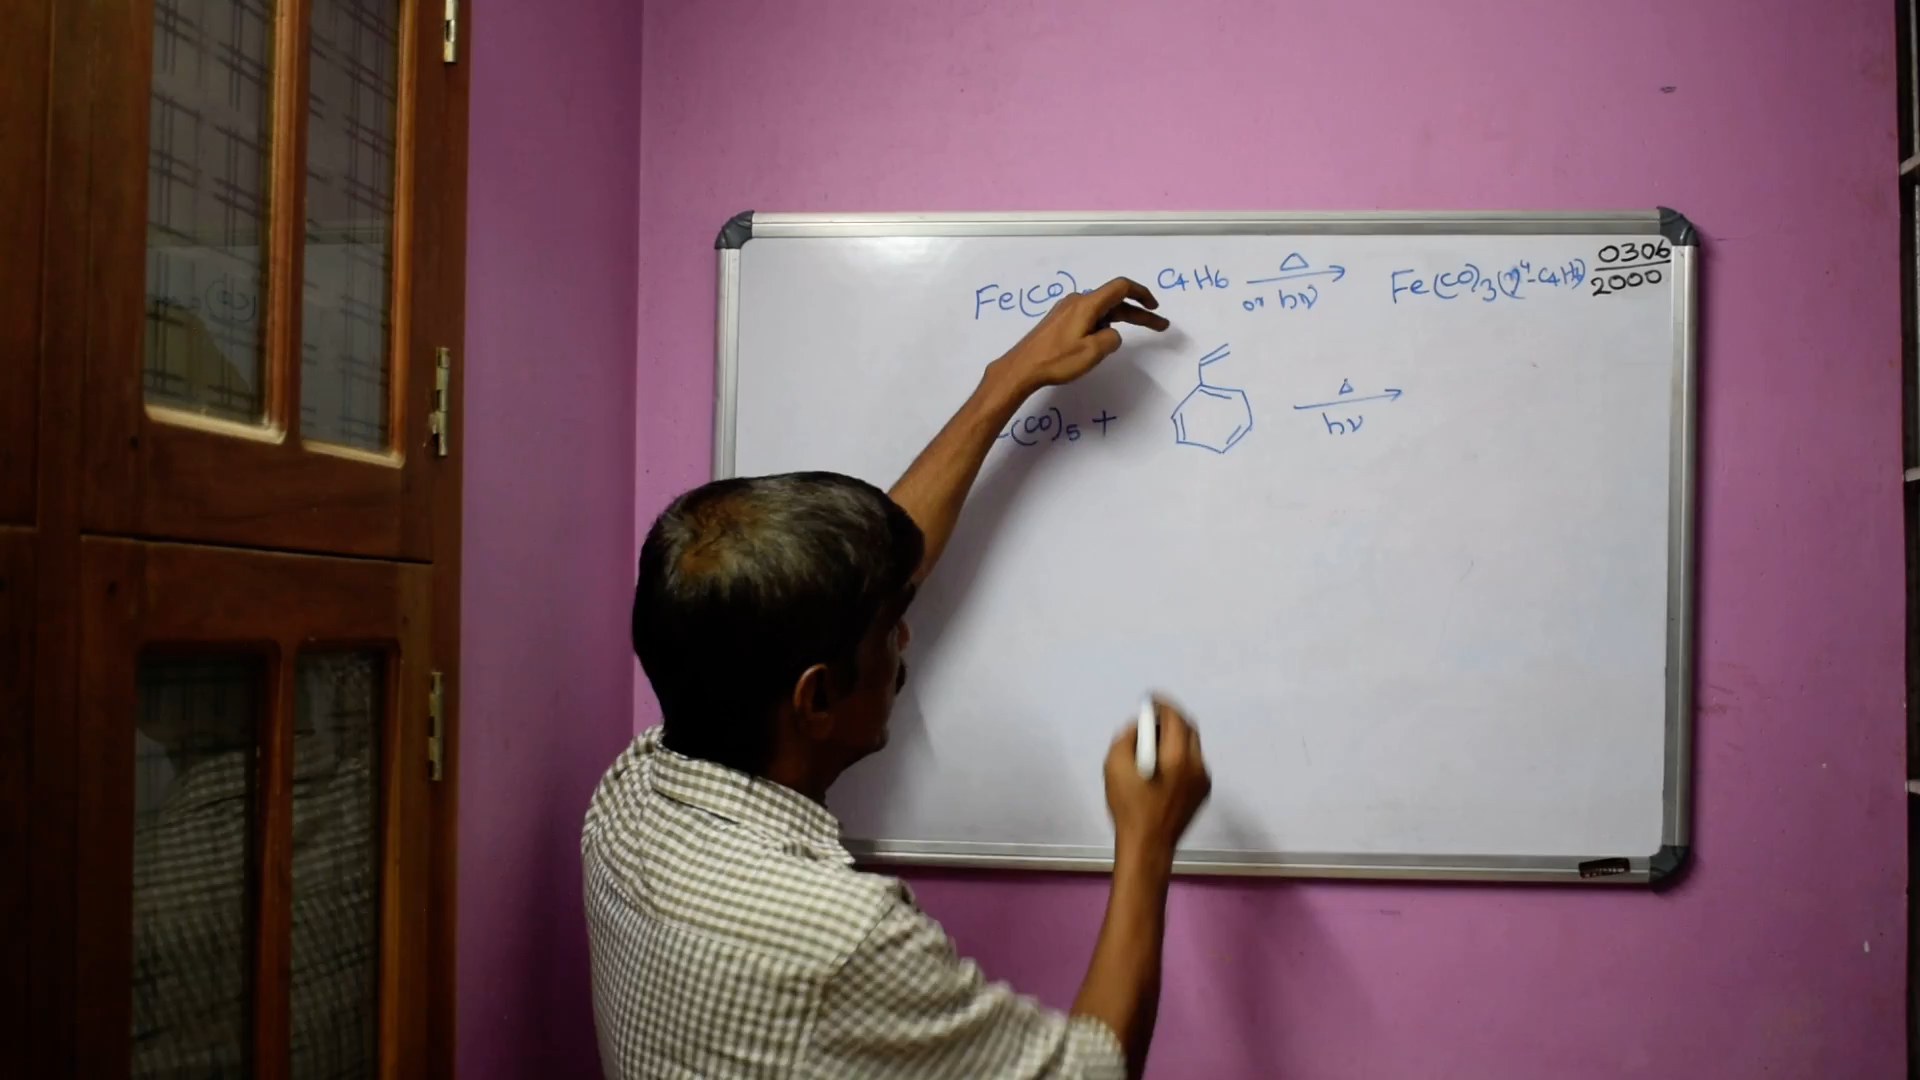 Fe(CO) C4H6 Δ or hν → Fe(CO)3(η⁴-C4H6)
0306
2000
(CO)5 + Δ hν →